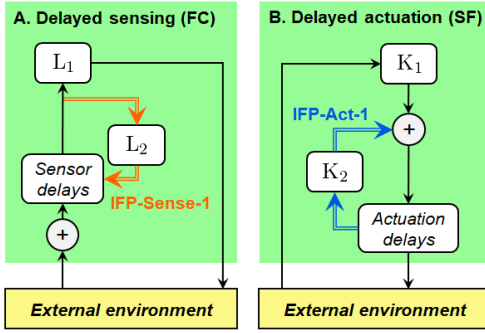 A. Delayed sensing (FC)
L₁
L₂
Sensor
delays
IFP-Sense-1
+
External environment
B. Delayed actuation (SF)
K₁
IFP-Act-1
+
K₂
Actuation
delays
External environment